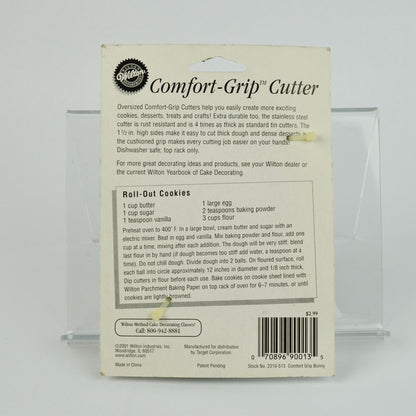 WILTON
Wilton
Comfort-Grip™ Cutter
Oversized Comfort-Grip Cutters help you easily create more exciting
cookies, desserts, treats and crafts! Extra durable too, the stainless steel
cutter is rust resistant and is 4 times as thick as standard tin cutters. The
1 1/2 in. high sides make it easy to cut thick dough and dense desserts
the cushioned grip makes every cutting job easier on your hands!
Dishwasher safe; top rack only.
For more great decorating ideas and products, see your Wilton dealer or
the current Wilton Yearbook of Cake Decorating.
Roll-Out Cookies
1 cup butter
1 cup sugar
1 teaspoon vanilla
1 large egg
2 teaspoons baking powder
3 cups flour
Preheat oven to 400˚F. In a large bowl, cream butter and sugar with an
electric mixer. Beat in egg and vanilla. Mix baking powder and flour, add one
cup at a time, mixing after each addition. The dough will be very stiff; blend
last flour in by hand (if dough becomes too stiff add water, a teaspoon at a
time). Do not chill dough. Divide dough into 2 balls. On floured surface, roll
each ball into circle approximately 12 inches in diameter and 1/8 inch thick.
Dip cutters in flour before each use. Bake cookies on cookie sheet lined with
Wilton Parchment Baking Paper on top rack of oven for 6–7 minutes, or until
cookies are lightly browned.
$2.99
Wilton Method Cake Decorating Classes!
Call: 800-942-8881
©2001 Wilton Industries, Inc.
Woodridge, IL 60517
www.wilton.com
Made in China
Manufactured for distribution
by Target Corporation.
Patent Pending
0 70896 90013 5
Stock No. 2310-513 Comfort Grip Bunny